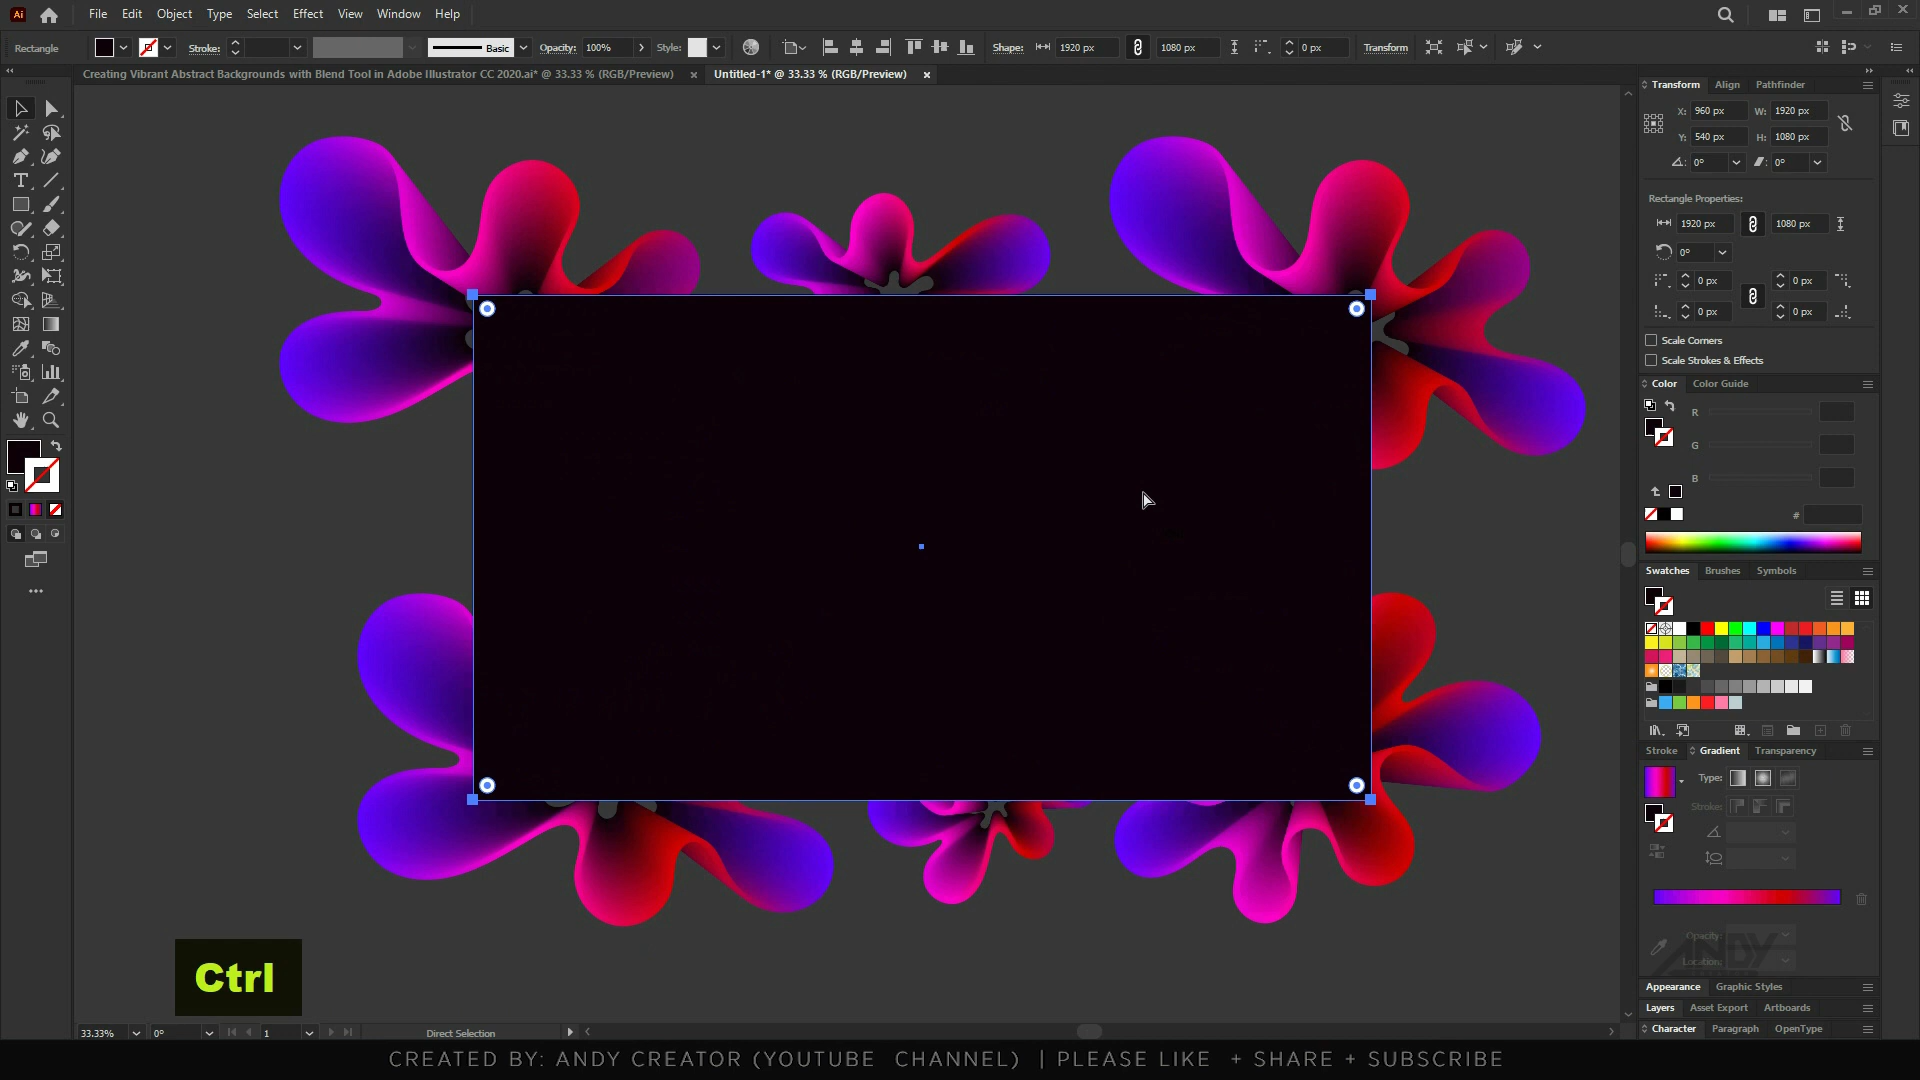 Ai File Edit Object Type Select Effect View Window Help
Rectangle Stroke: Basic Opacity: 100% Style: Shape: 1920 px 1080 px 0 px Transform
Creating Vibrant Abstract Backgrounds with Blend Tool in Adobe Illustrator CC 2020.ai* @ 33.33 % (RGB/Preview) Untitled-1* @ 33.33 % (RGB/Preview)
Transform Align Pathfinder
X: 960 px W: 1920 px
Y: 540 px H: 1080 px
0° 0°
Rectangle Properties:
1920 px 1080 px
0°
0 px 0 px
0 px 0 px
Scale Corners
Scale Strokes & Effects
Color Color Guide
R
G
B
#
Swatches Brushes Symbols
Stroke Gradient Transparency
Type:
Stroke:
Opacity:
Location:
ANDY
Appearance Graphic Styles
Layers Asset Export Artboards
Character Paragraph OpenType
Ctrl
33.33% 0° 1 Direct Selection
CREATED BY: ANDY CREATOR (YOUTUBE CHANNEL) | PLEASE LIKE + SHARE + SUBSCRIBE